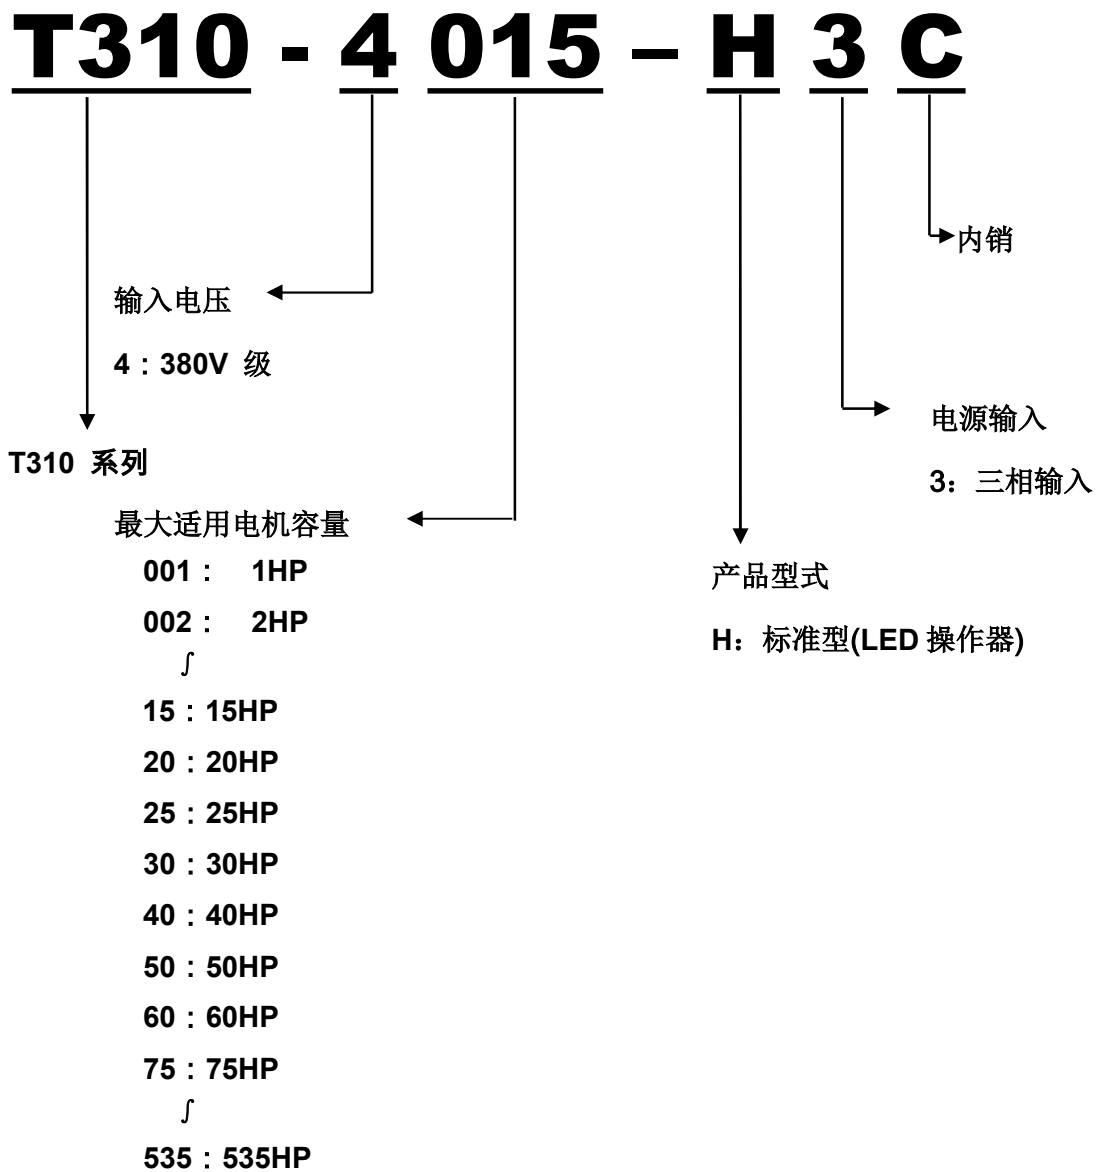 T310 - 4 015 – H 3 C
内销
输入电压
4：380V 级
电源输入
T310 系列
3：三相输入
最大适用电机容量
001： 1HP
产品型式
002： 2HP
H：标准型(LED 操作器)
∫
15：15HP
20：20HP
25：25HP
30：30HP
40：40HP
50：50HP
60：60HP
75：75HP
∫
535：535HP